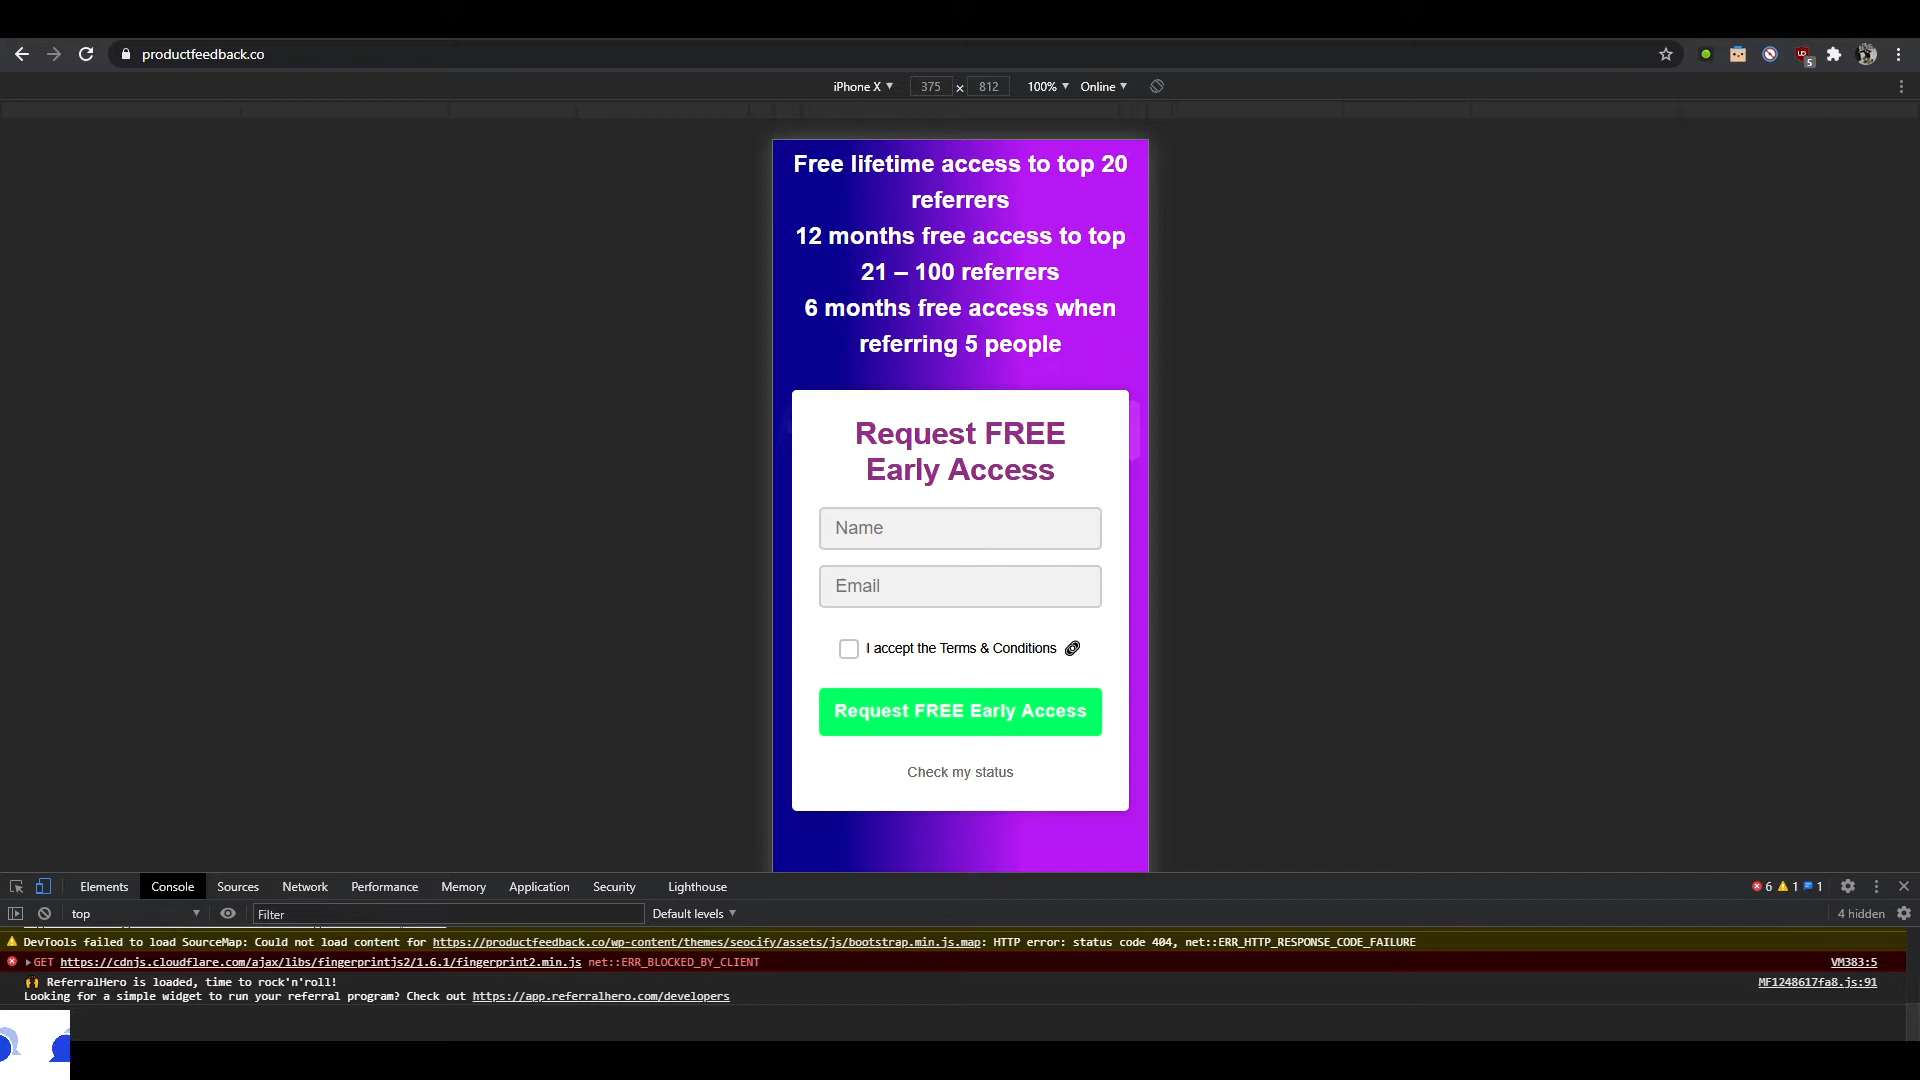 productfeedback.co
5
iPhone X ▼ 375 × 812 100% ▼ Online ▼
Free lifetime access to top 20
referrers
12 months free access to top
21 – 100 referrers
6 months free access when
referring 5 people
Request FREE
Early Access
Name
Email
I accept the Terms & Conditions
Request FREE Early Access
Check my status
Elements Console Sources Network Performance Memory Application Security Lighthouse 6 1 1
top ▼ Filter Default levels ▼ 4 hidden
DevTools failed to load SourceMap: Could not load content for https://productfeedback.co/wp-content/themes/seocify/assets/js/bootstrap.min.js.map: HTTP error: status code 404, net::ERR_HTTP_RESPONSE_CODE_FAILURE
GET https://cdnjs.cloudflare.com/ajax/libs/fingerprintjs2/1.6.1/fingerprint2.min.js net::ERR_BLOCKED_BY_CLIENT VM383:5
🙌 ReferralHero is loaded, time to rock'n'roll! MF1248617fa8.js:91
Looking for a simple widget to run your referral program? Check out https://app.referralhero.com/developers